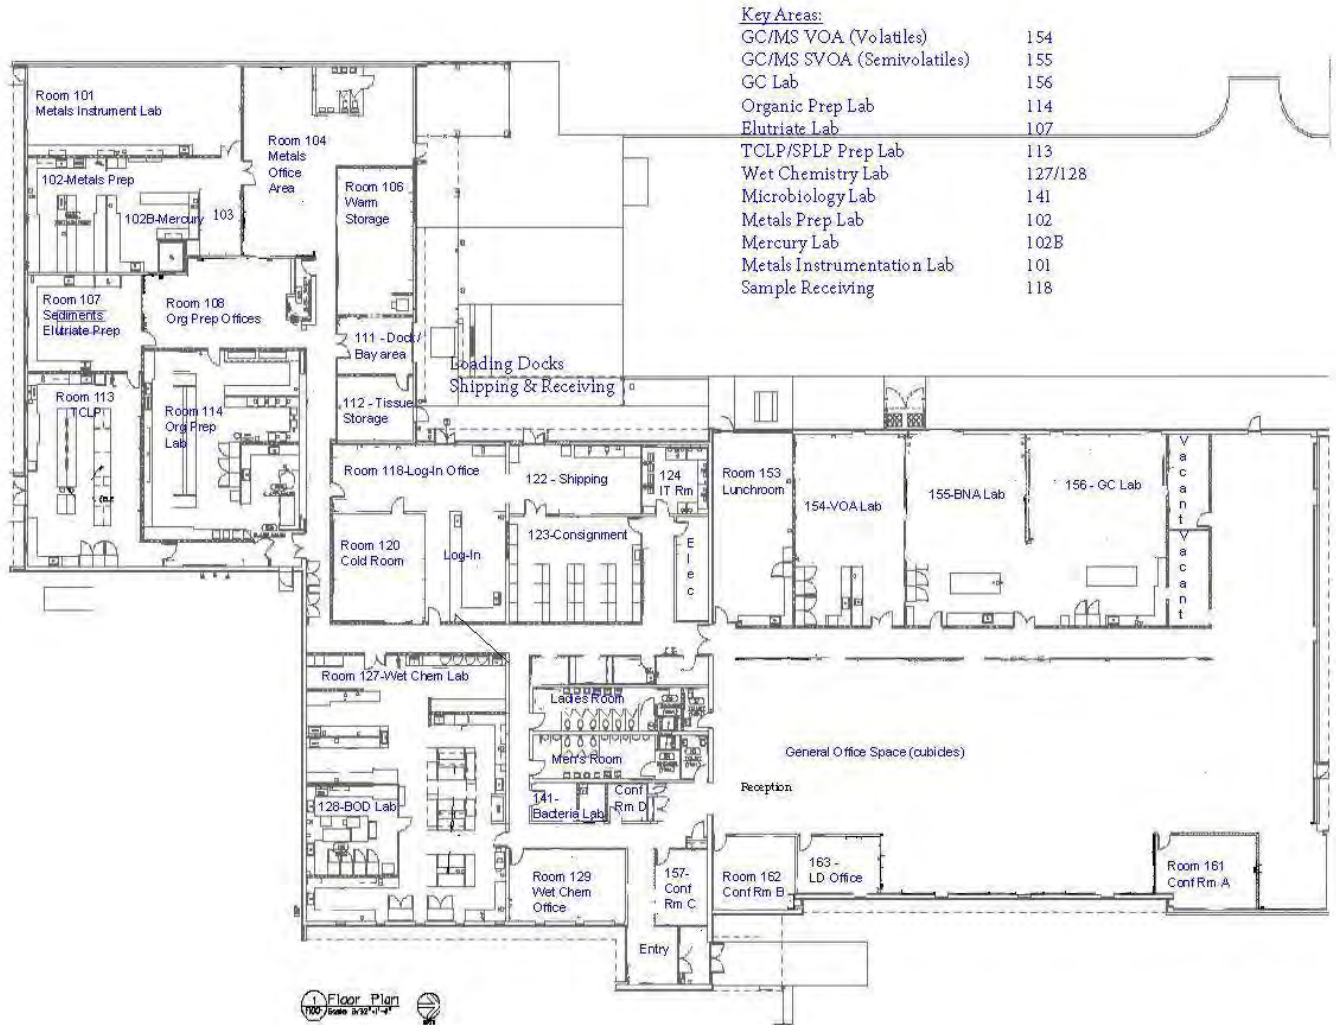 Key Areas:
GC/MS VOA (Volatiles) 154
GC/MS SVOA (Semivolatiles) 155
GC Lab 156
Organic Prep Lab 114
Elutriate Lab 107
TCLP/SPLP Prep Lab 113
Wet Chemistry Lab 127/128
Microbiology Lab 141
Metals Prep Lab 102
Mercury Lab 102B
Metals Instrumentation Lab 101
Sample Receiving 118
Room 101
Metals Instrument Lab
Room 104
Metals
Office
Area
102-Metals Prep
102B-Mercury
103
Room 106
Warm
Storage
Room 107
Sediments
Elutriate Prep
Room 108
Org Prep Offices
111 - Dock /
Bay area
Loading Docks
Shipping & Receiving
112 - Tissue
Storage
Room 113
TCLP
Room 114
Org Prep
Lab
Room 118-Log-In Office
122 - Shipping
124
IT Rm
Room 153
Lunchroom
154-VOA Lab
155-BNA Lab
156 - GC Lab
Vacant
Vacant
Room 120
Cold Room
Log-In
123-Consignment
Elec
Room 127-Wet Chem Lab
Ladies Room
Men's Room
General Office Space (cubicles)
Reception
128-BOD Lab
141-
Bacteria Lab
Conf
Rm D
Room 129
Wet Chem
Office
157-
Conf
Rm C
Room 162
Conf Rm B
163 -
LD Office
Room 161
Conf Rm A
Entry
1 Floor Plan